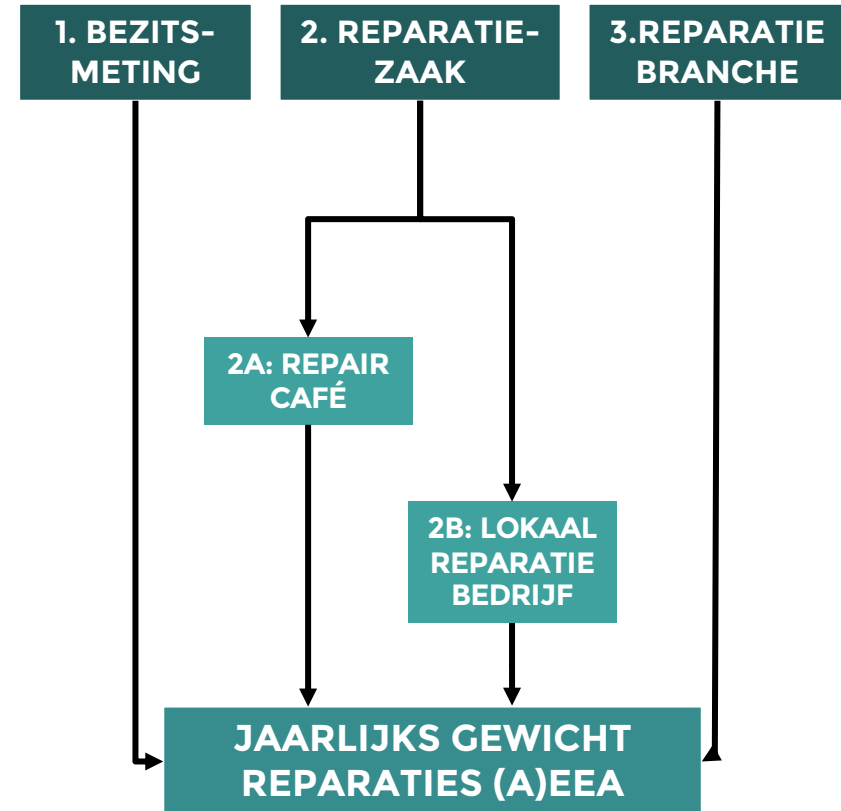 1. BEZITS-
METING
2. REPARATIE-
ZAAK
3.REPARATIE
BRANCHE
2A: REPAIR
CAFÉ
2B: LOKAAL
REPARATIE
BEDRIJF
JAARLIJKS GEWICHT
REPARATIES (A)EEA